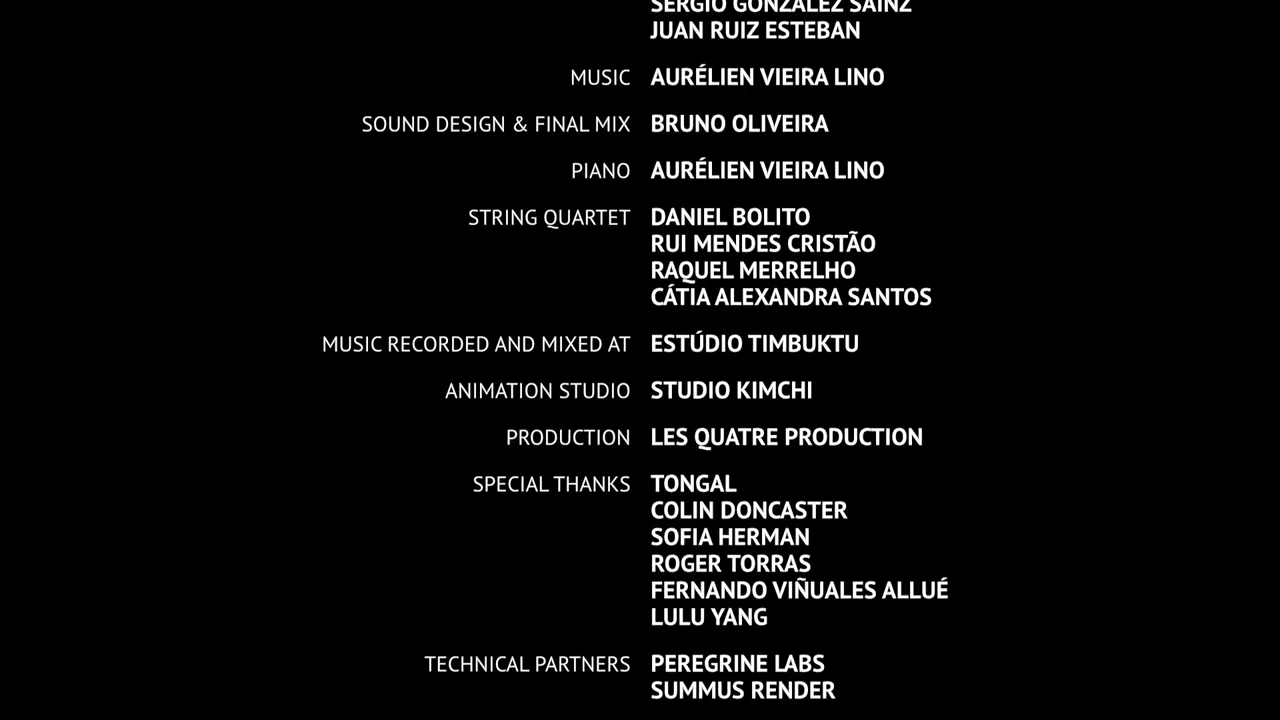 SERGIO GONZÁLEZ SAINZ
JUAN RUIZ ESTEBAN
MUSIC AURÉLIEN VIEIRA LINO
SOUND DESIGN & FINAL MIX BRUNO OLIVEIRA
PIANO AURÉLIEN VIEIRA LINO
STRING QUARTET DANIEL BOLITO
RUI MENDES CRISTÃO
RAQUEL MERRELHO
CÁTIA ALEXANDRA SANTOS
MUSIC RECORDED AND MIXED AT ESTÚDIO TIMBUKTU
ANIMATION STUDIO STUDIO KIMCHI
PRODUCTION LES QUATRE PRODUCTION
SPECIAL THANKS TONGAL
COLIN DONCASTER
SOFIA HERMAN
ROGER TORRAS
FERNANDO VIÑUALES ALLUÉ
LULU YANG
TECHNICAL PARTNERS PEREGRINE LABS
SUMMUS RENDER